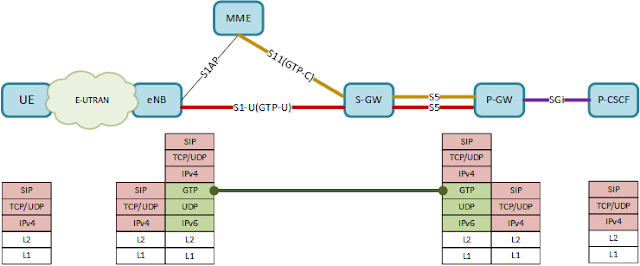 MME
S1AP
S11(GTP-C)
UE
E-UTRAN
eNB
S1-U(GTP-U)
S-GW
S5
S5
P-GW
SGi
P-CSCF
SIP
TCP/UDP
IPv4
L2
L1
SIP
TCP/UDP
IPv4
L2
L1
SIP
TCP/UDP
IPv4
GTP
UDP
IPv6
L2
L1
SIP
TCP/UDP
IPv4
GTP
UDP
IPv6
L2
L1
SIP
TCP/UDP
IPv4
L2
L1
SIP
TCP/UDP
IPv4
L2
L1